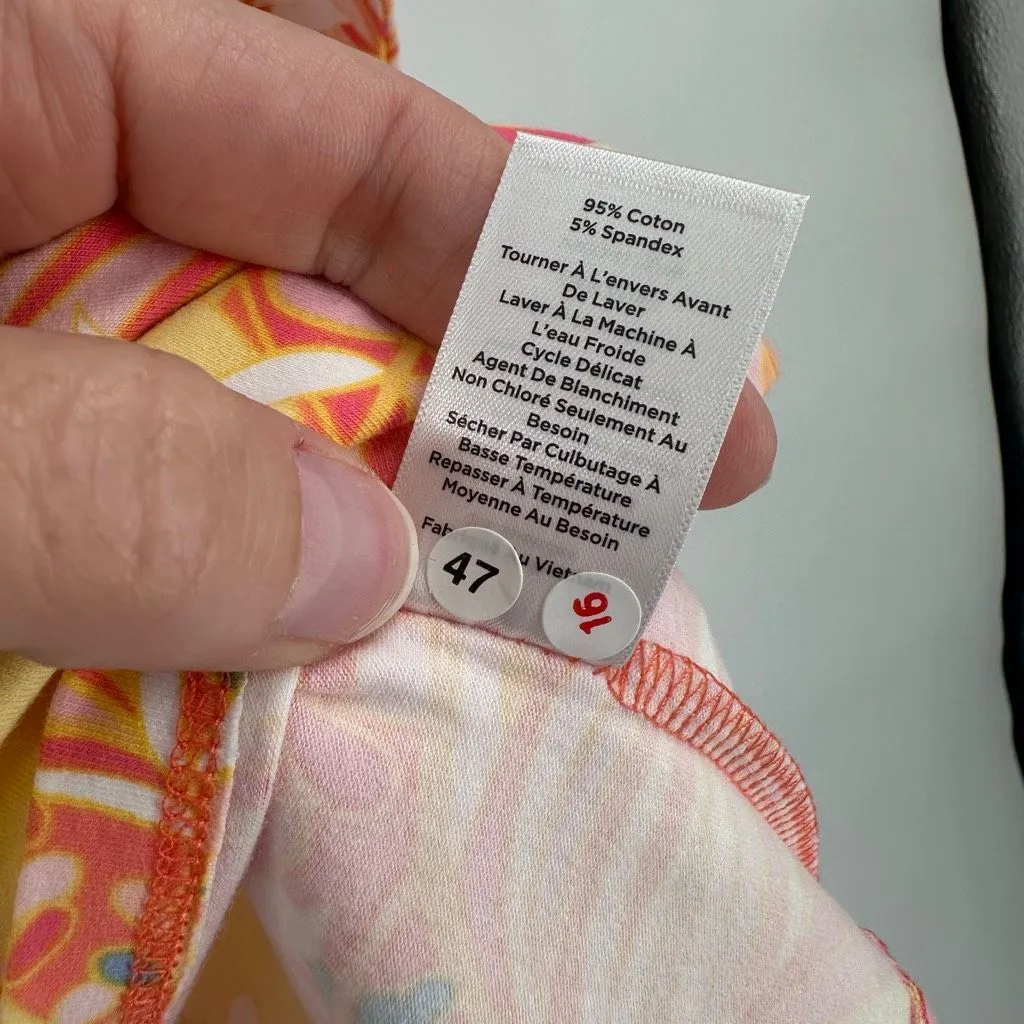 95% Coton
5% Spandex
Tourner À L'envers Avant
De Laver
Laver À La Machine À
L'eau Froide
Cycle Délicat
Agent De Blanchiment
Non Chloré Seulement Au
Besoin
Sécher Par Culbutage À
Basse Température
Repasser À Température
Moyenne Au Besoin
47
16